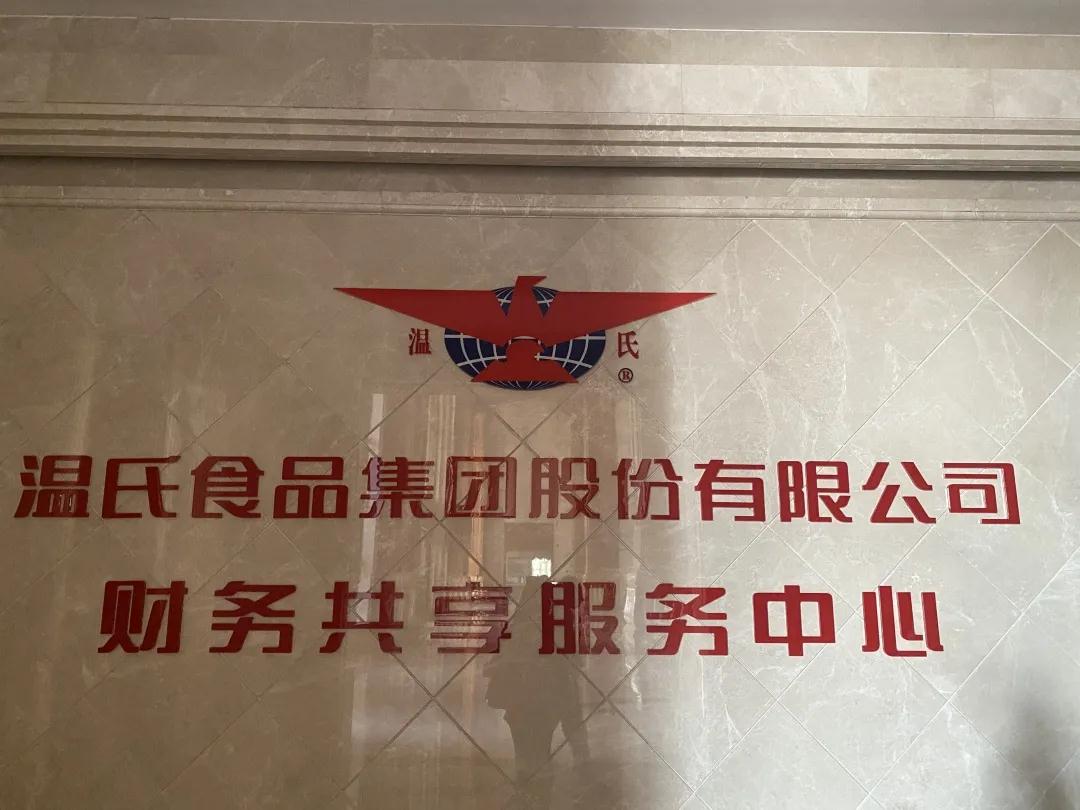 温 氏
®
温氏食品集团股份有限公司
财务共享服务中心